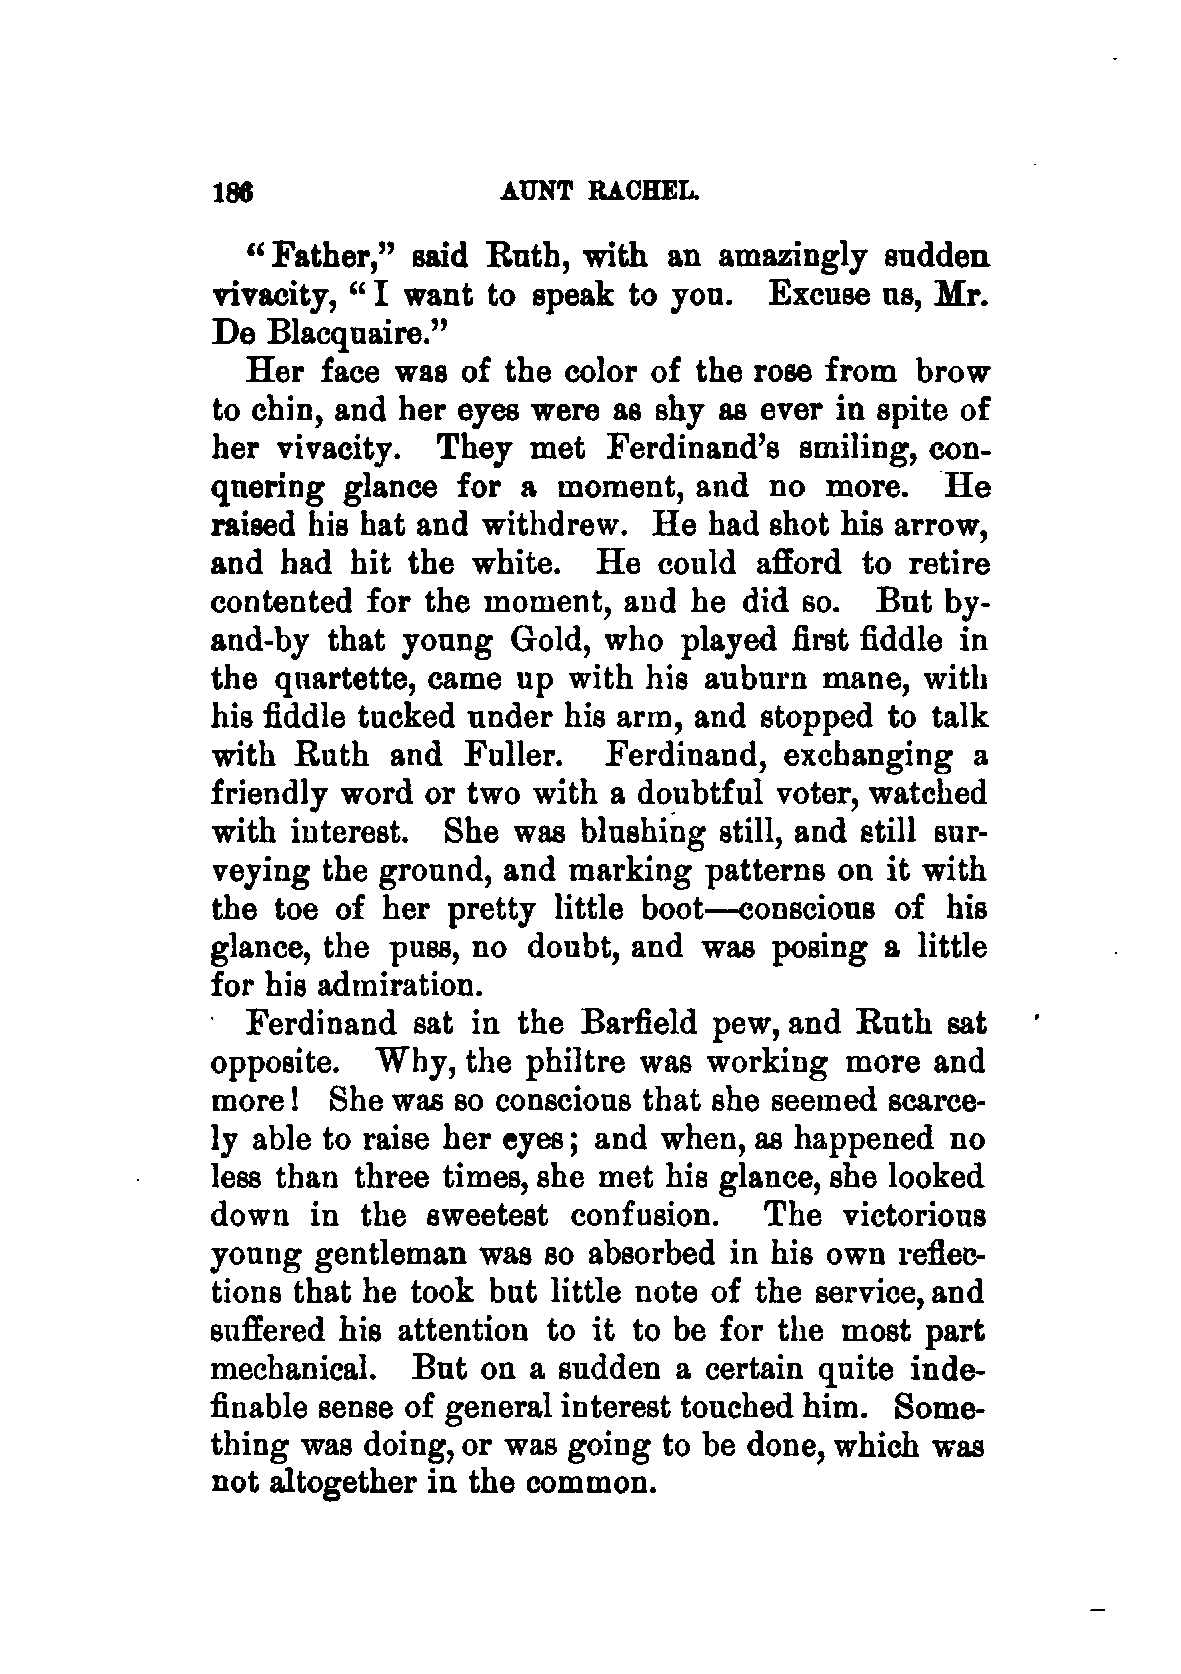 186 AUNT RACHEL.
“Father,” said Ruth, with an amazingly sudden
vivacity, “I want to speak to you. Excuse us, Mr.
De Blacquaire.”
Her face was of the color of the rose from brow
to chin, and her eyes were as shy as ever in spite of
her vivacity. They met Ferdinand’s smiling, con-
quering glance for a moment, and no more. He
raised his hat and withdrew. He had shot his arrow,
and had hit the white. He could afford to retire
contented for the moment, and he did so. But by-
and-by that young Gold, who played first fiddle in
the quartette, came up with his auburn mane, with
his fiddle tucked under his arm, and stopped to talk
with Ruth and Fuller. Ferdinand, exchanging a
friendly word or two with a doubtful voter, watched
with interest. She was blushing still, and still sur-
veying the ground, and marking patterns on it with
the toe of her pretty little boot—conscious of his
glance, the puss, no doubt, and was posing a little
for his admiration.
Ferdinand sat in the Barfield pew, and Ruth sat
opposite. Why, the philtre was working more and
more! She was so conscious that she seemed scarce-
ly able to raise her eyes; and when, as happened no
less than three times, she met his glance, she looked
down in the sweetest confusion. The victorious
young gentleman was so absorbed in his own reflec-
tions that he took but little note of the service, and
suffered his attention to it to be for the most part
mechanical. But on a sudden a certain quite inde-
finable sense of general interest touched him. Some-
thing was doing, or was going to be done, which was
not altogether in the common.